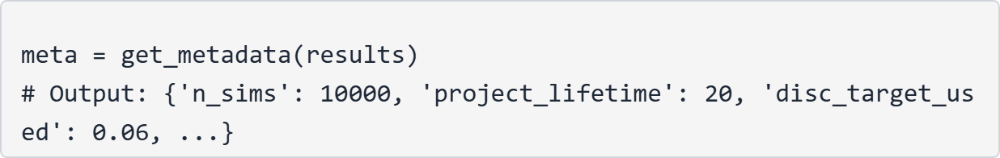 meta = get_metadata(results)
# Output: {'n_sims': 10000, 'project_lifetime': 20, 'disc_target_us
ed': 0.06, ...}